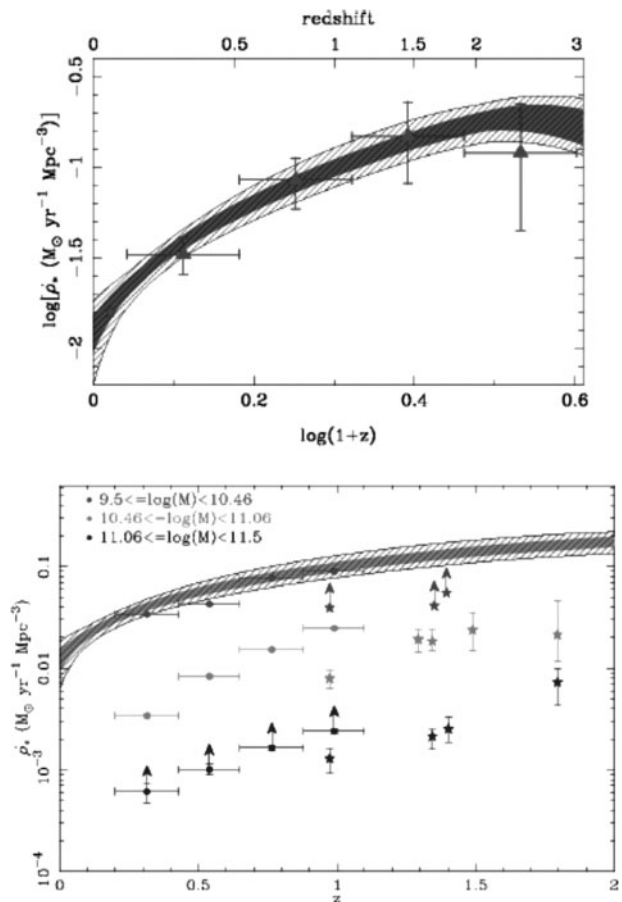 redshift
0 0.5 1 1.5 2 3
-0.5
-1
-1.5
-2
log[ρ̇* (M☉ yr⁻¹ Mpc⁻³)]
0 0.2 0.4 0.6
log(1+z)
9.5<=log(M)<10.46
10.46<=log(M)<11.06
11.06<=log(M)<11.5
0.1
0.01
10⁻³
10⁻⁴
ρ̇* (M☉ yr⁻¹ Mpc⁻³)
0 0.5 1 1.5 2
z